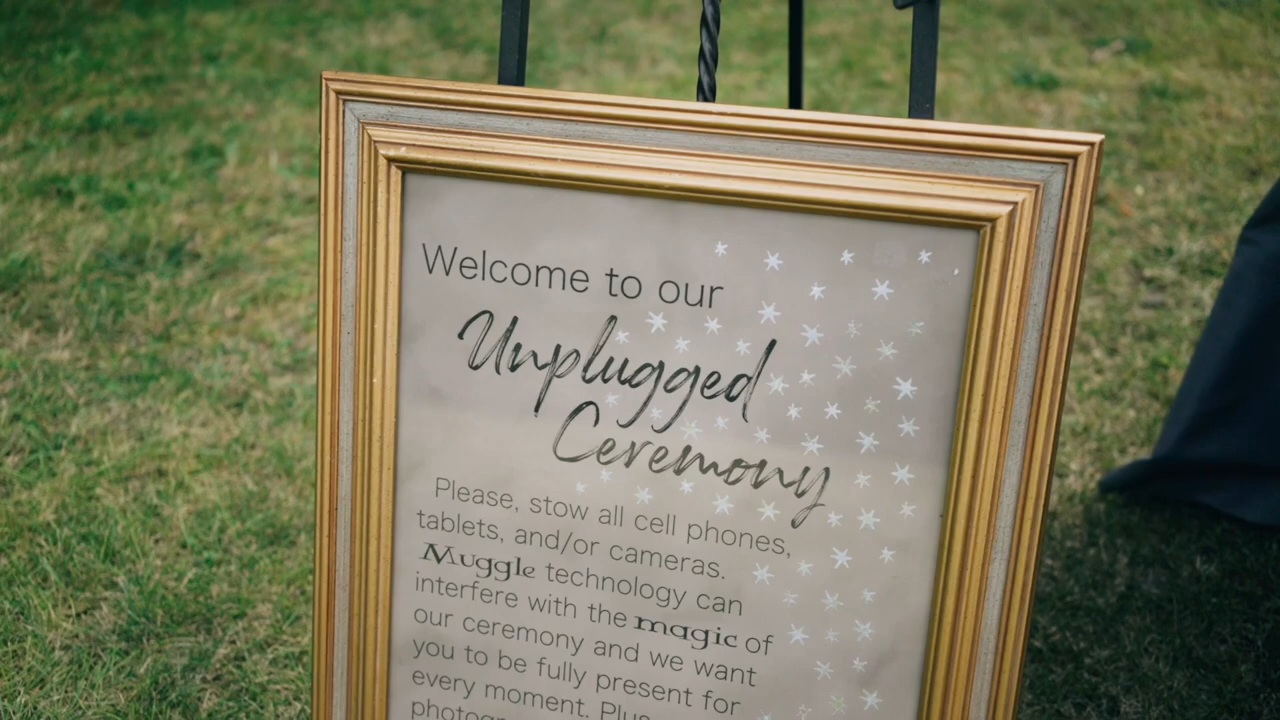 Welcome to our
Unplugged
Ceremony
Please, stow all cell phones,
tablets, and/or cameras.
Muggle technology can
interfere with the magic of
our ceremony and we want
you to be fully present for
every moment. Plus